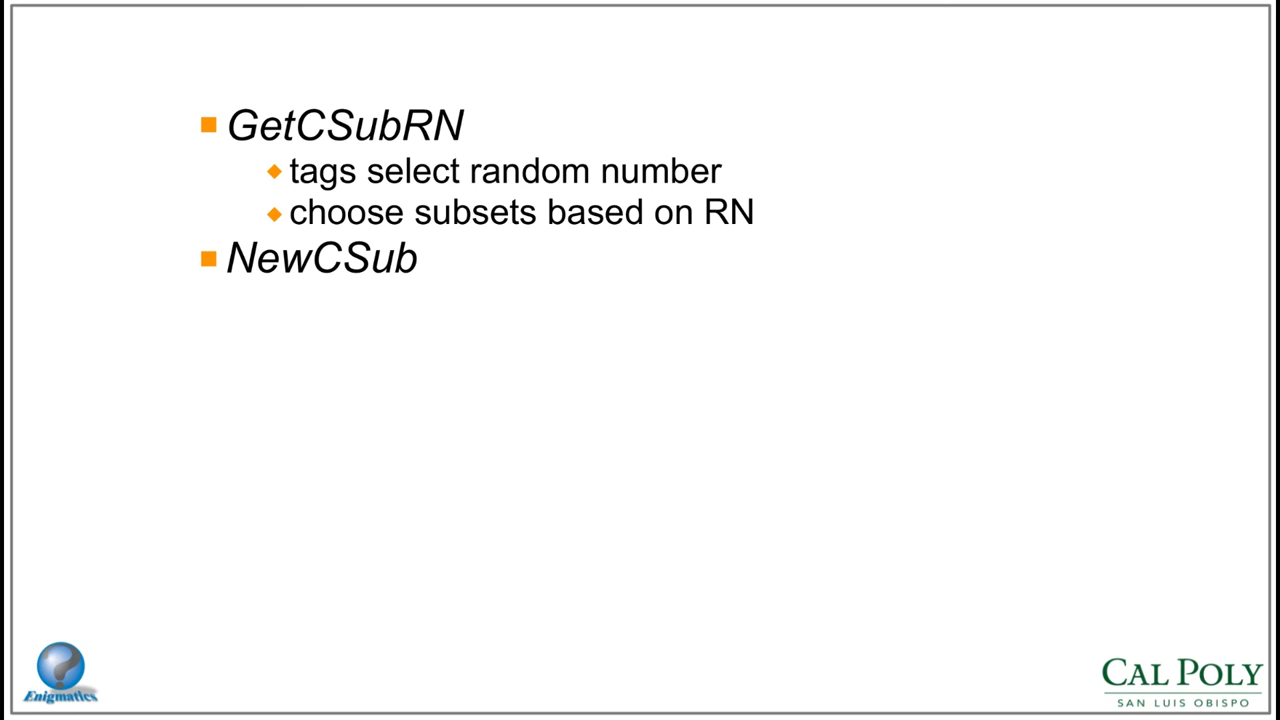 GetCSubRN
tags select random number
choose subsets based on RN
NewCSub
Enigmatics
CAL POLY
SAN LUIS OBISPO